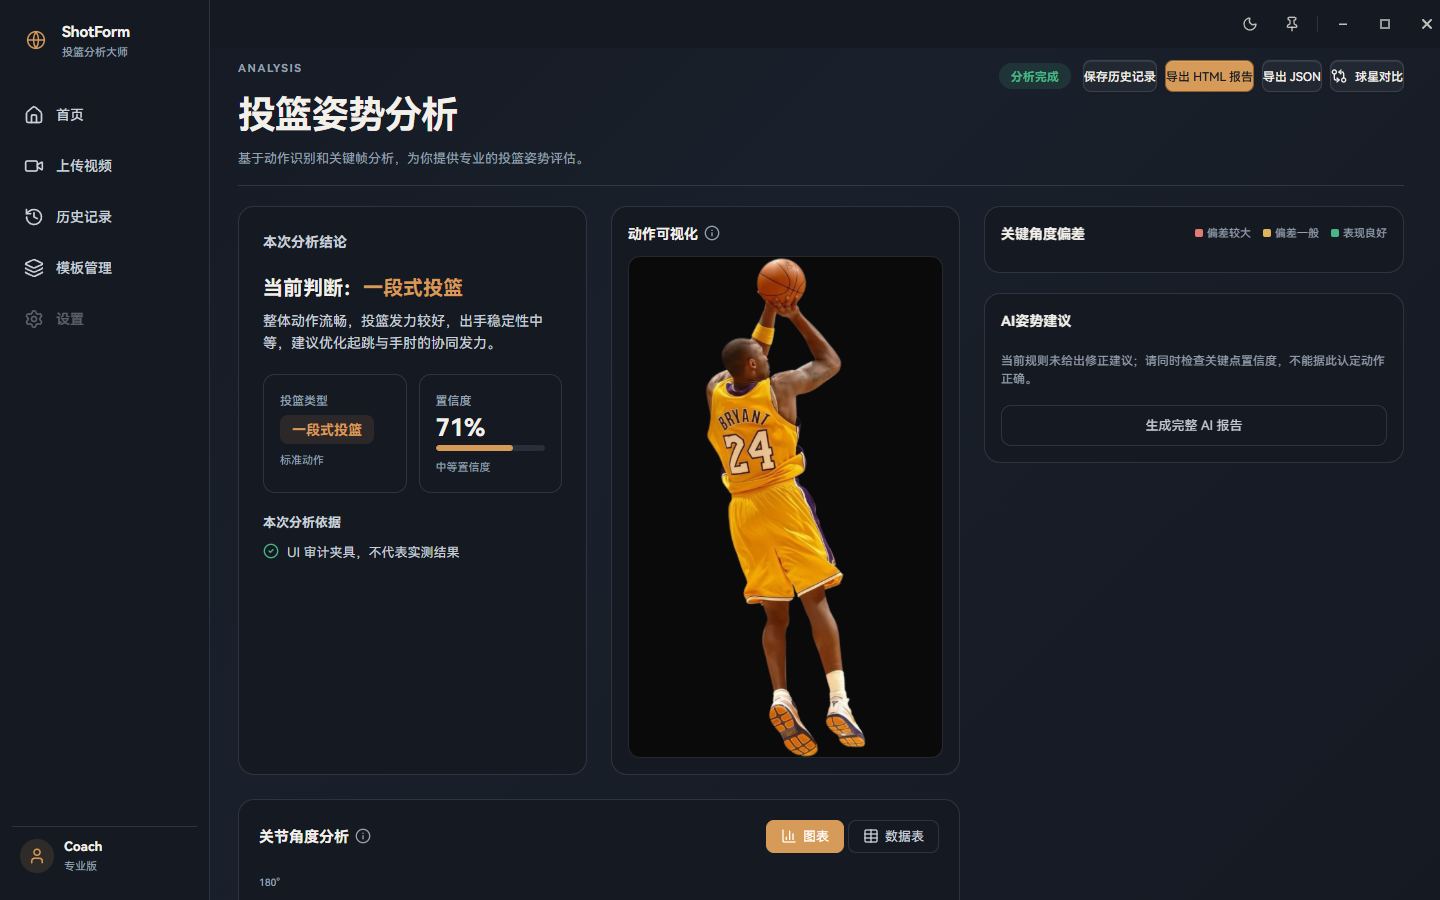 ShotForm
投篮分析大师
首页
上传视频
历史记录
模板管理
设置
Coach
专业版
ANALYSIS
投篮姿势分析
基于动作识别和关键帧分析，为你提供专业的投篮姿势评估。
分析完成
保存历史记录
导出 HTML 报告
导出 JSON
球星对比
本次分析结论
当前判断：一段式投篮
整体动作流畅，投篮发力较好，出手稳定性中
等，建议优化起跳与手肘的协同发力。
投篮类型
一段式投篮
标准动作
置信度
71%
中等置信度
本次分析依据
UI 审计夹具，不代表实测结果
动作可视化
BRYANT
24
关键角度偏差
偏差较大
偏差一般
表现良好
AI姿势建议
当前规则未给出修正建议；请同时检查关键点置信度，不能据此认定动作
正确。
生成完整 AI 报告
关节角度分析
图表
数据表
180°